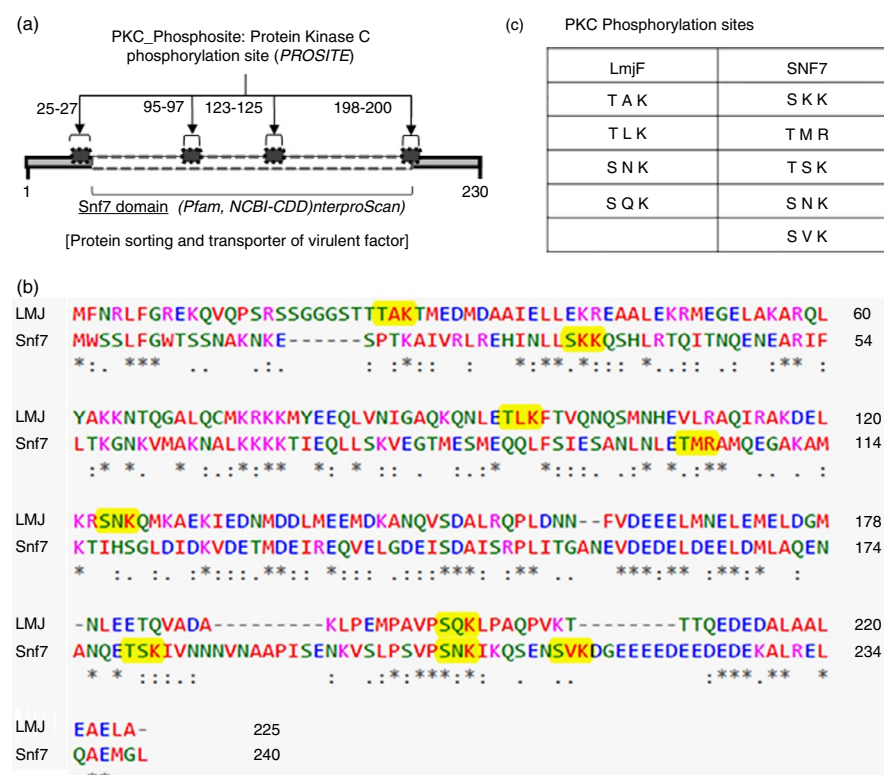 (a)
PKC_Phosphosite: Protein Kinase C
phosphorylation site (PROSITE)
25-27 95-97 123-125 198-200
1 230
Snf7 domain (Pfam, NCBI-CDD)nterproScan)
[Protein sorting and transporter of virulent factor]
(c) PKC Phosphorylation sites
LmjF SNF7
T A K S K K
T L K T M R
S N K T S K
S Q K S N K
S V K
(b)
LMJ MFNRLFGREKQVQPSRSSGGGSTTTAKTMEDMDAAIELLEKREAALEKRMEGELAKARQL 60
Snf7 MWSSLFGWTSSNAKNKE------SPTKAIVRLREHINLLSKKQSHLRTQITNQENEARIF 54
LMJ YAKKNTQGALQCMKRKKMYEEQLVNIGAQKQNLETLKFTVQNQSMNHEVLRAQIRAKDEL 120
Snf7 LTKGNKVMAKNALKKKKTIEQLLSKVEGTMESMEQQLFSIESANLNLETMRAMQEGAKAM 114
LMJ KRSNKQMKAEKIEDNMDDLMEEMDKANQVSDALRQPLDNN--FVDEEELMNELEMELDGM 178
Snf7 KTIHSGLDIDKVDETMDEIREQVELGDEISDAISRPLITGANEVDEDELDEELDMLAQEN 174
LMJ -NLEETQVADA---------KLPEMPAVPSQKLPAQPVKT--------TTQEDEDALAAL 220
Snf7 ANQETSKIVNNNVNAAPISENKVSLPSVPSNKIKQSENSVKDGEEEEDEEDEDEKALREL 234
LMJ EAELA- 225
Snf7 QAEMGL 240